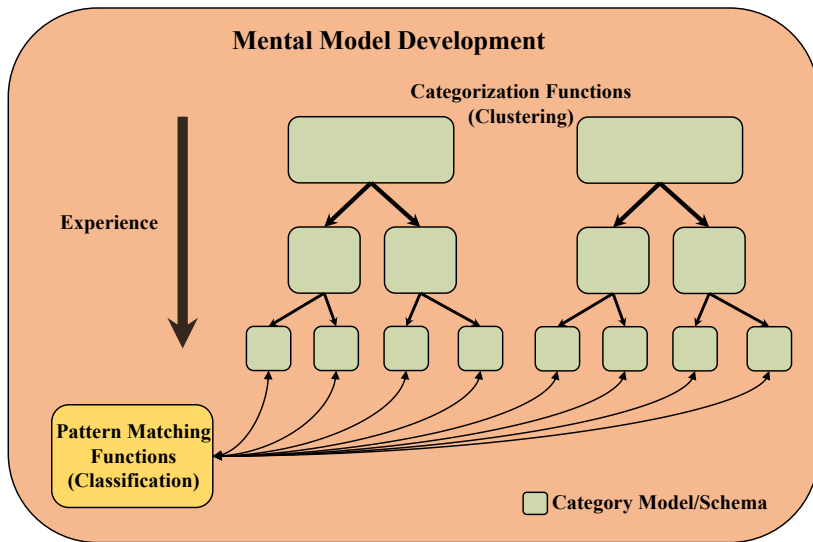 Mental Model Development
Categorization Functions
(Clustering)
Experience
Pattern Matching
Functions
(Classification)
Category Model/Schema